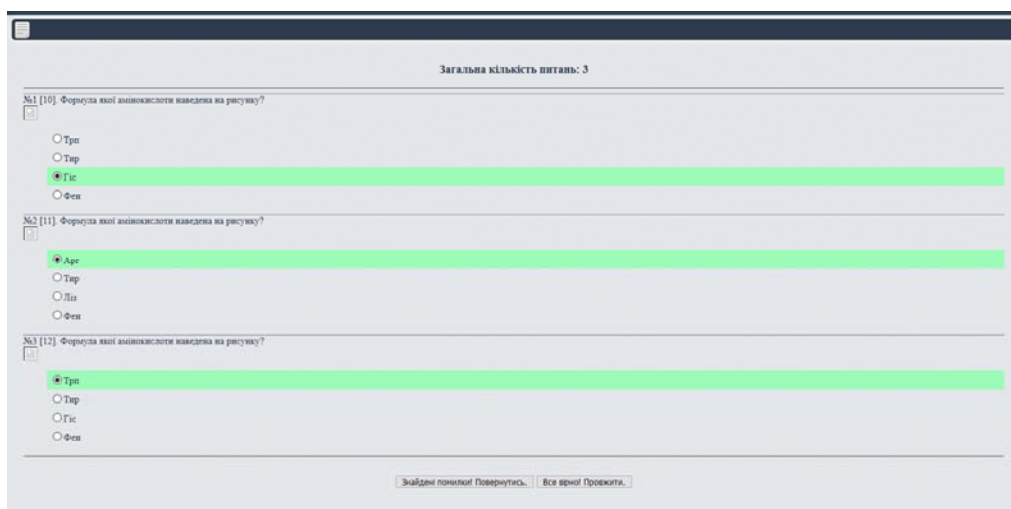 Загальна кількість питань: 3
№1 [10]. Формула якої амінокислоти наведена на рисунку?
Трп
Тир
Гіс
Фен
№2 [11]. Формула якої амінокислоти наведена на рисунку?
Арг
Тир
Ліз
Фен
№3 [12]. Формула якої амінокислоти наведена на рисунку?
Трп
Тир
Гіс
Фен
Знайдені помилки! Повернутись. Все вірно! Провжити.